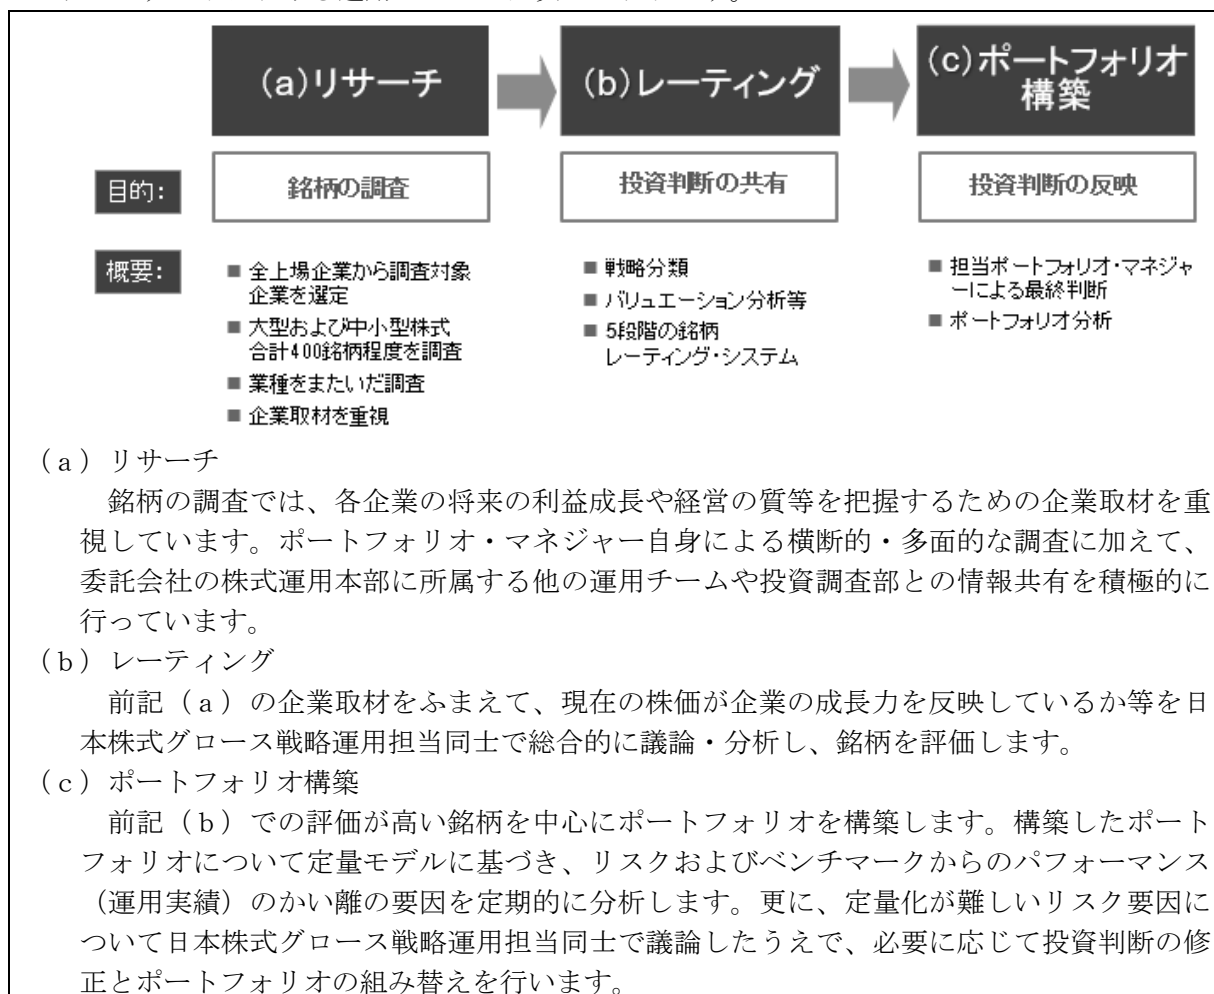 (a)リサーチ
(b)レーティング
(c)ポートフォリオ
構築
目的:
銘柄の調査
投資判断の共有
投資判断の反映
概要:
■ 全上場企業から調査対象
企業を選定
■ 大型および中小型株式
合計400銘柄程度を調査
■ 業種をまたいだ調査
■ 企業取材を重視
■ 戦略分類
■ バリュエーション分析等
■ 5段階の銘柄
レーティング・システム
■ 担当ポートフォリオ・マネジャ
ーによる最終判断
■ ポートフォリオ分析
(a)リサーチ
銘柄の調査では、各企業の将来の利益成長や経営の質等を把握するための企業取材を重
視しています。ポートフォリオ・マネジャー自身による横断的・多面的な調査に加えて、
委託会社の株式運用本部に所属する他の運用チームや投資調査部との情報共有を積極的に
行っています。
(b)レーティング
前記(a)の企業取材をふまえて、現在の株価が企業の成長力を反映しているか等を日
本株式グロース戦略運用担当同士で総合的に議論・分析し、銘柄を評価します。
(c)ポートフォリオ構築
前記(b)での評価が高い銘柄を中心にポートフォリオを構築します。構築したポート
フォリオについて定量モデルに基づき、リスクおよびベンチマークからのパフォーマンス
(運用実績)のかい離の要因を定期的に分析します。更に、定量化が難しいリスク要因に
ついて日本株式グロース戦略運用担当同士で議論したうえで、必要に応じて投資判断の修
正とポートフォリオの組み替えを行います。